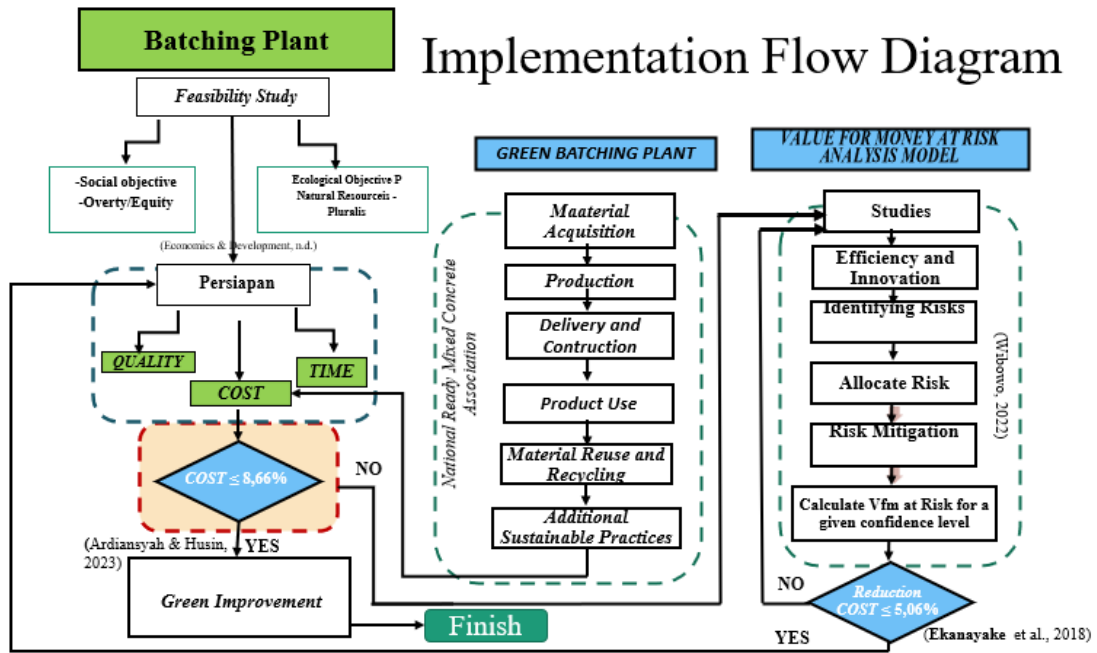 Batching Plant
Implementation Flow Diagram
Feasibility Study
-Social objective
-Overty/Equity
Ecological Objective P
Natural Resourceis -
Pluralis
(Economics & Development, n.d.)
Persiapan
QUALITY
COST
TIME
COST ≤ 8,66%
NO
YES
(Ardiansyah & Husin,
2023)
Green Improvement
Finish
GREEN BATCHING PLANT
Maaterial
Acquisition
Production
Delivery and
Contruction
Product Use
Material Reuse and
Recycling
Additional
Sustainable Practices
National Ready Mixed Concrete
Association
VALUE FOR MONEY AT RISK
ANALYSIS MODEL
Studies
Efficiency and
Innovation
Identifying Risks
Allocate Risk
Risk Mitigation
Calculate Vfm at Risk for a
given confidence level
(Wibowo, 2022)
NO
Reduction
COST ≤ 5,06%
YES
(Ekanayake et al., 2018)